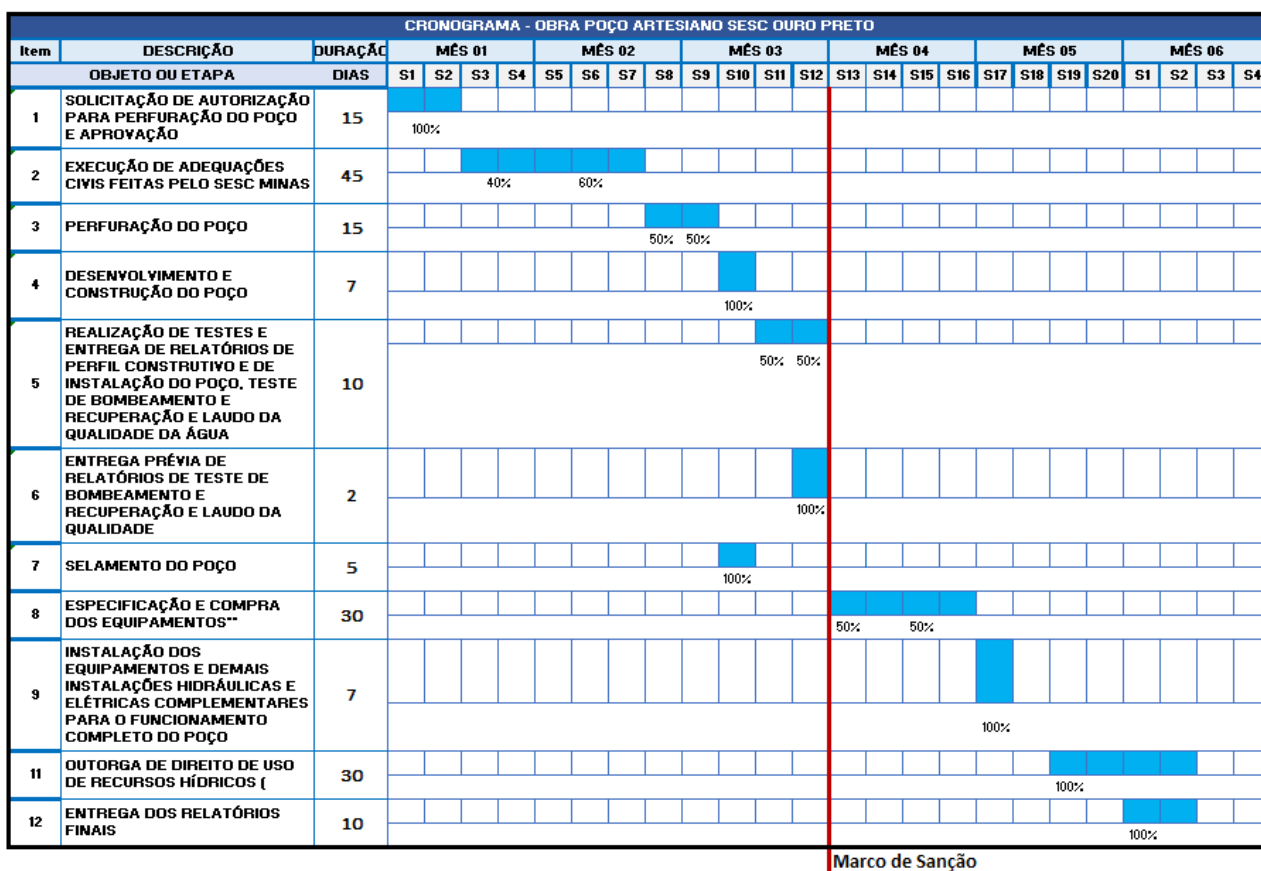 CRONOGRAMA - OBRA POÇO ARTESIANO SESC OURO PRETO
Item DESCRIÇÃO DURAÇÃO MÊS 01 MÊS 02 MÊS 03 MÊS 04 MÊS 05 MÊS 06
OBJETO OU ETAPA DIAS S1 S2 S3 S4 S5 S6 S7 S8 S9 S10 S11 S12 S13 S14 S15 S16 S17 S18 S19 S20 S1 S2 S3 S4
1 SOLICITAÇÃO DE AUTORIZAÇÃO
PARA PERFURAÇÃO DO POÇO
E APROVAÇÃO
15
100%
2 EXECUÇÃO DE ADEQUAÇÕES
CIVIS FEITAS PELO SESC MINAS
45
40% 60%
3 PERFURAÇÃO DO POÇO 15
50% 50%
4 DESENVOLVIMENTO E
CONSTRUÇÃO DO POÇO
7
100%
5 REALIZAÇÃO DE TESTES E
ENTREGA DE RELATÓRIOS DE
PERFIL CONSTRUTIVO E DE
INSTALAÇÃO DO POÇO, TESTE
DE BOMBEAMENTO E
RECUPERAÇÃO E LAUDO DA
QUALIDADE DA ÁGUA
10
50% 50%
6 ENTREGA PRÉVIA DE
RELATÓRIOS DE TESTE DE
BOMBEAMENTO E
RECUPERAÇÃO E LAUDO DA
QUALIDADE
2
100%
7 SELAMENTO DO POÇO 5
100%
8 ESPECIFICAÇÃO E COMPRA
DOS EQUIPAMENTOS**
30
50% 50%
9 INSTALAÇÃO DOS
EQUIPAMENTOS E DEMAIS
INSTALAÇÕES HIDRÁULICAS E
ELÉTRICAS COMPLEMENTARES
PARA O FUNCIONAMENTO
COMPLETO DO POÇO
7
100%
11 OUTORGA DE DIREITO DE USO
DE RECURSOS HÍDRICOS (
30
100%
12 ENTREGA DOS RELATÓRIOS
FINAIS
10
100%
Marco de Sanção